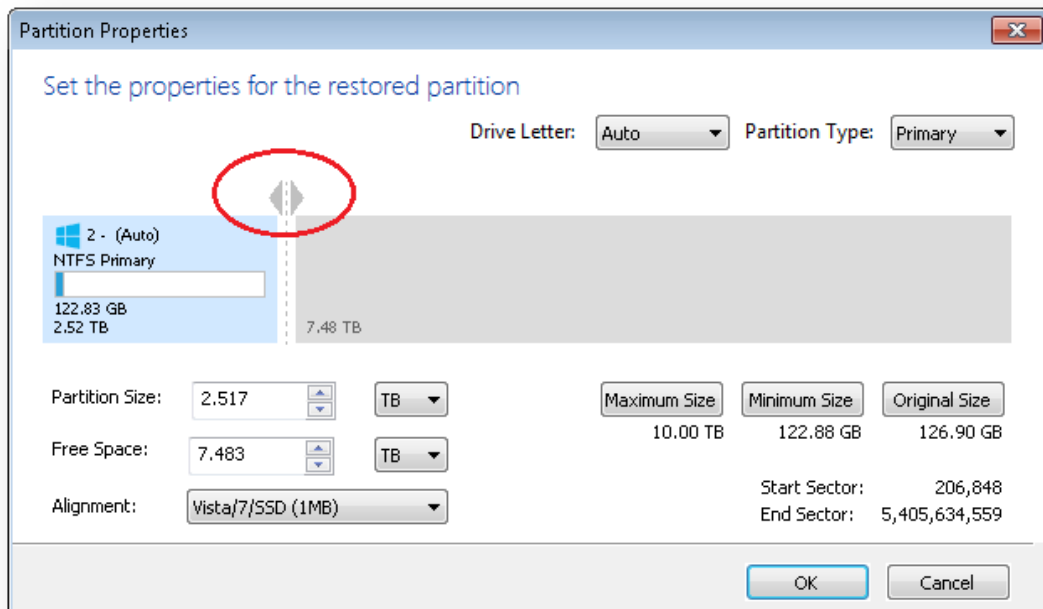 Partition Properties
Set the properties for the restored partition
Drive Letter: Auto Partition Type: Primary
2 - (Auto)
NTFS Primary
122.83 GB
2.52 TB
7.48 TB
Partition Size: 2.517 TB Maximum Size Minimum Size Original Size
10.00 TB 122.88 GB 126.90 GB
Free Space: 7.483 TB
Start Sector: 206,848
Alignment: Vista/7/SSD (1MB)
End Sector: 5,405,634,559
OK Cancel